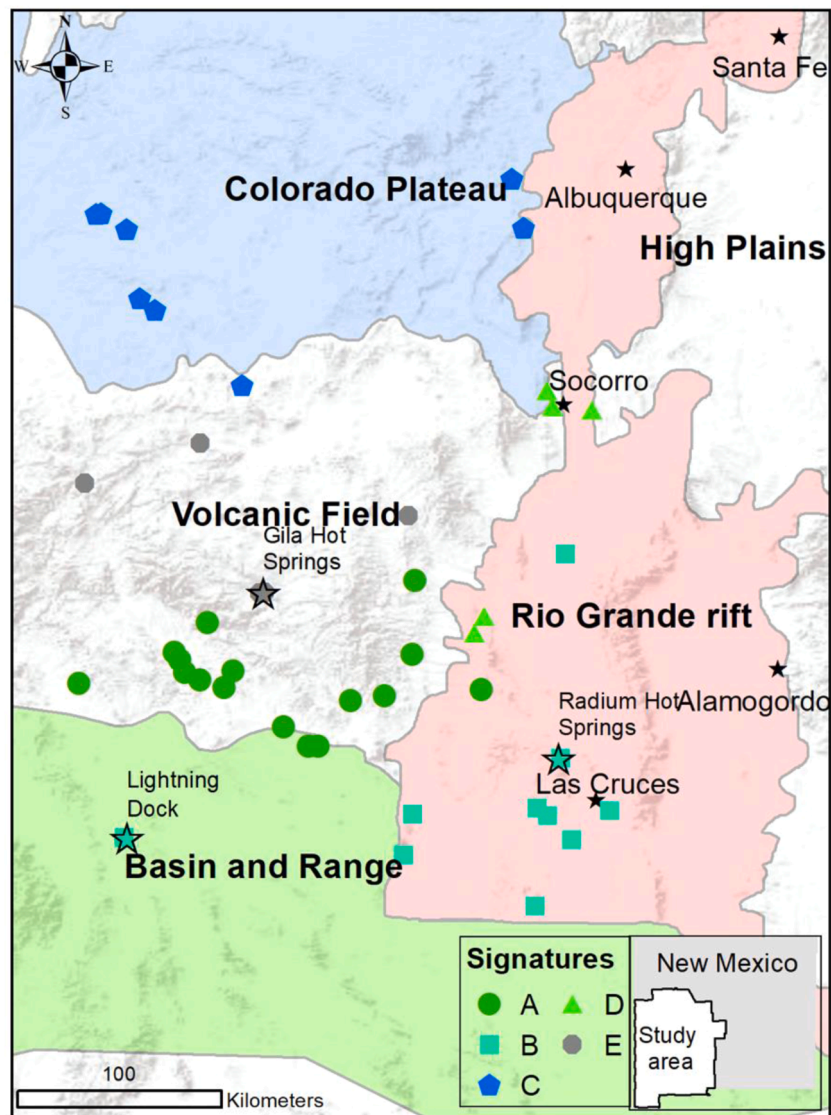 N
W E
S
Santa Fe
Colorado Plateau
Albuquerque
High Plains
Socorro
Volcanic Field
Gila Hot
Springs
Rio Grande rift
Radium Hot
Springs
Alamogordo
Las Cruces
Lightning
Dock
Basin and Range
Signatures
A D
B E
C
New Mexico
Study
area
100
Kilometers